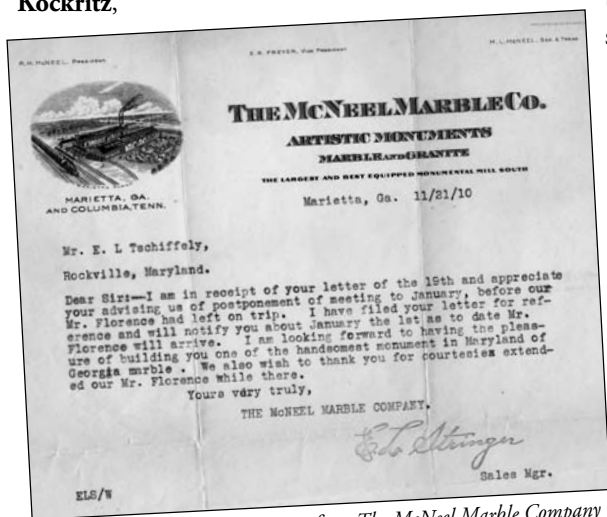 Rockritz,
R.M. McNEEL, PRESIDENT
E. R. FREYER, VICE PRESIDENT
M. L. McNEEL, SEC & TREAS
THE MCNEEL MARBLE CO.
ARTISTIC MONUMENTS
MARBLE AND GRANITE
THE LARGEST AND BEST EQUIPPED MONUMENTAL MILL SOUTH
MARIETTA, GA.
AND COLUMBIA, TENN.
Marietta, Ga. 11/21/10
Mr. E. L Tschiffely,
Rockville, Maryland.
Dear Sir:—I am in receipt of your letter of the 19th and appreciate
your advising us of postponement of meeting to January, before our
Mr. Florence had left on trip. I have filed your letter for ref-
erence and will notify you about January the 1st as to date Mr.
Florence will arrive. I am looking forward to having the pleas-
ure of building you one of the handsomest monument in Maryland of
Georgia marble . We also wish to thank you for courtesies extend-
ed our Mr. Florence while there.
Yours very truly,
THE McNEEL MARBLE COMPANY.
E L Stringer
Sales Mgr.
ELS/W
from The McNeel Marble Company